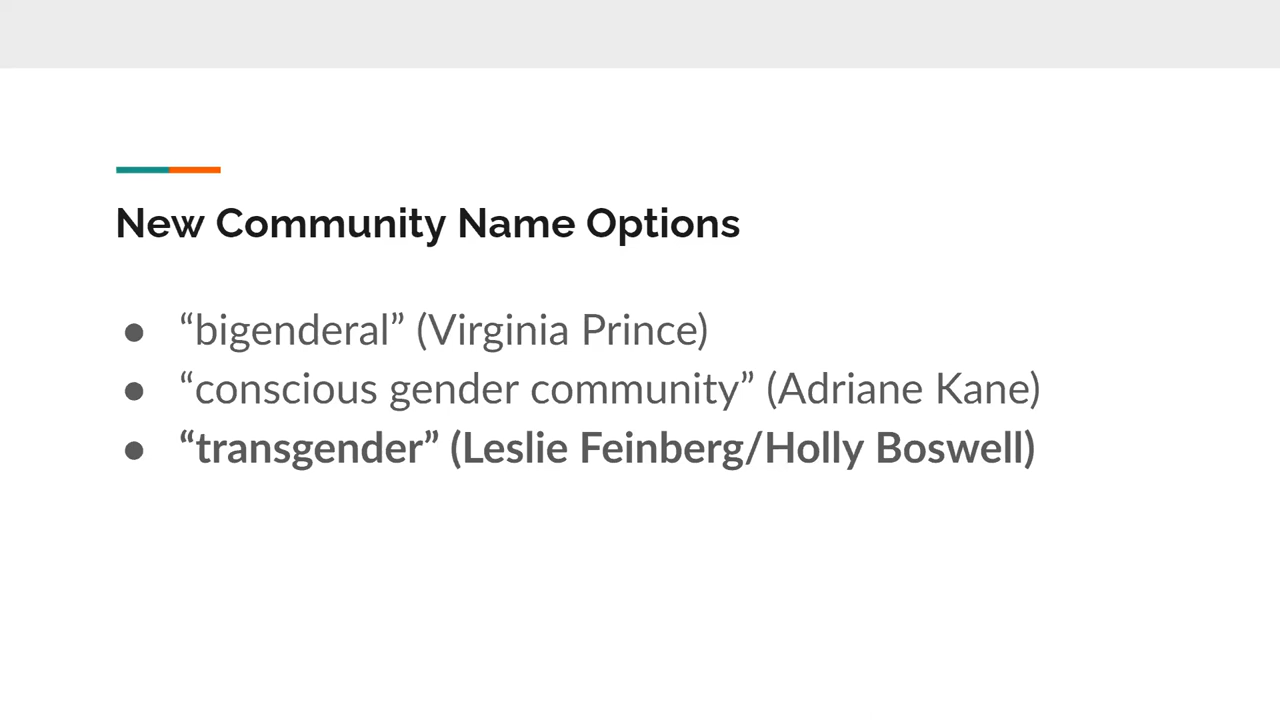 New Community Name Options
● “bigenderal” (Virginia Prince)
● “conscious gender community” (Adriane Kane)
● “transgender” (Leslie Feinberg/Holly Boswell)